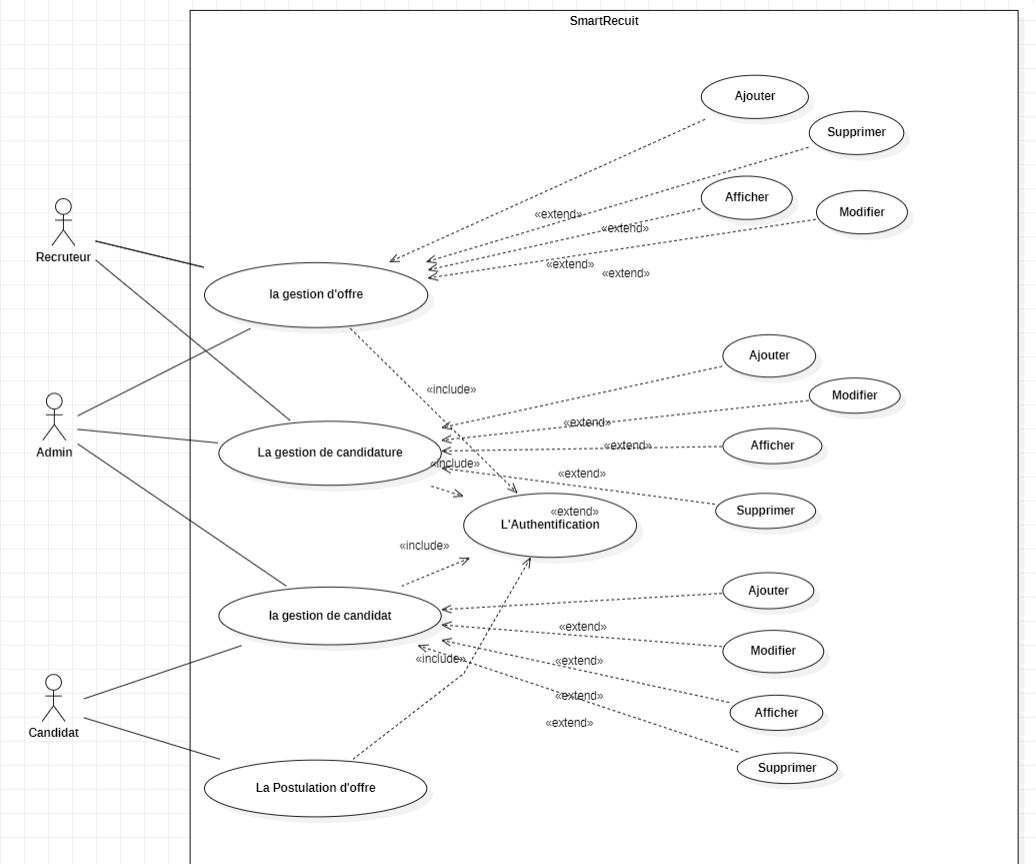 SmartRecuit
Ajouter
Supprimer
Afficher
Modifier
«extend»
«extend»
«extend»
«extend»
Recruteur
la gestion d'offre
«include»
Ajouter
Modifier
«extend»
Afficher
«extend»
Admin
La gestion de candidature
«include»
«extend»
Supprimer
«extend»
L'Authentification
«include»
Ajouter
la gestion de candidat
«extend»
Modifier
«include»
«extend»
«extend»
Afficher
«extend»
Candidat
Supprimer
La Postulation d'offre